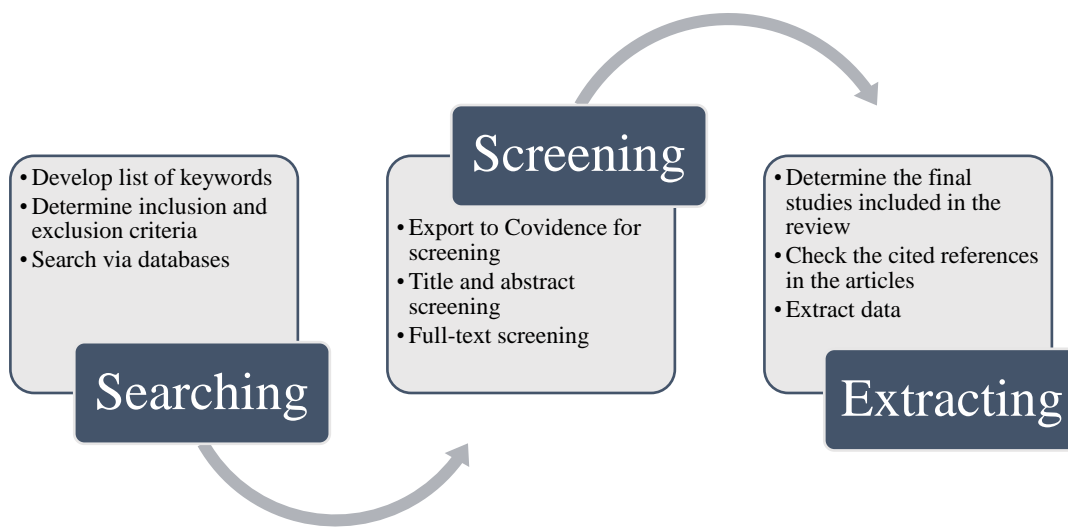 • Develop list of keywords
• Determine inclusion and
exclusion criteria
• Search via databases
Searching
Screening
• Export to Covidence for
screening
• Title and abstract
screening
• Full-text screening
• Determine the final
studies included in the
review
• Check the cited references
in the articles
• Extract data
Extracting